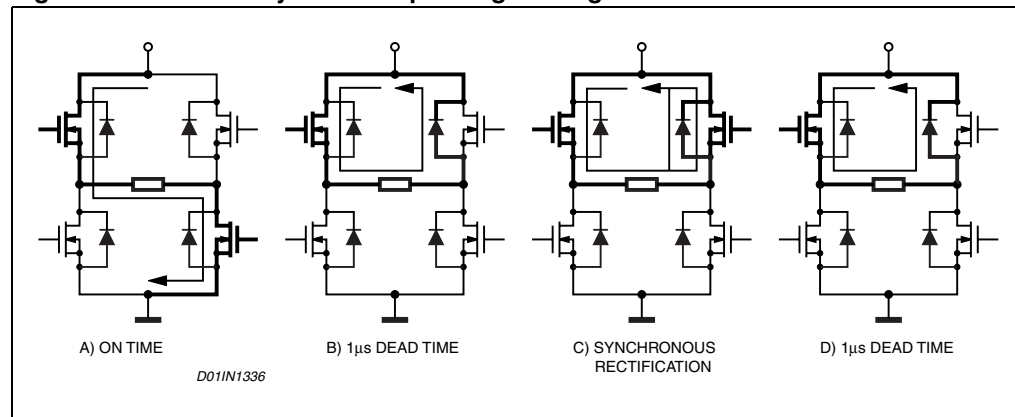 A) ON TIME
B) 1μs DEAD TIME
C) SYNCHRONOUS
RECTIFICATION
D) 1μs DEAD TIME
D01IN1336